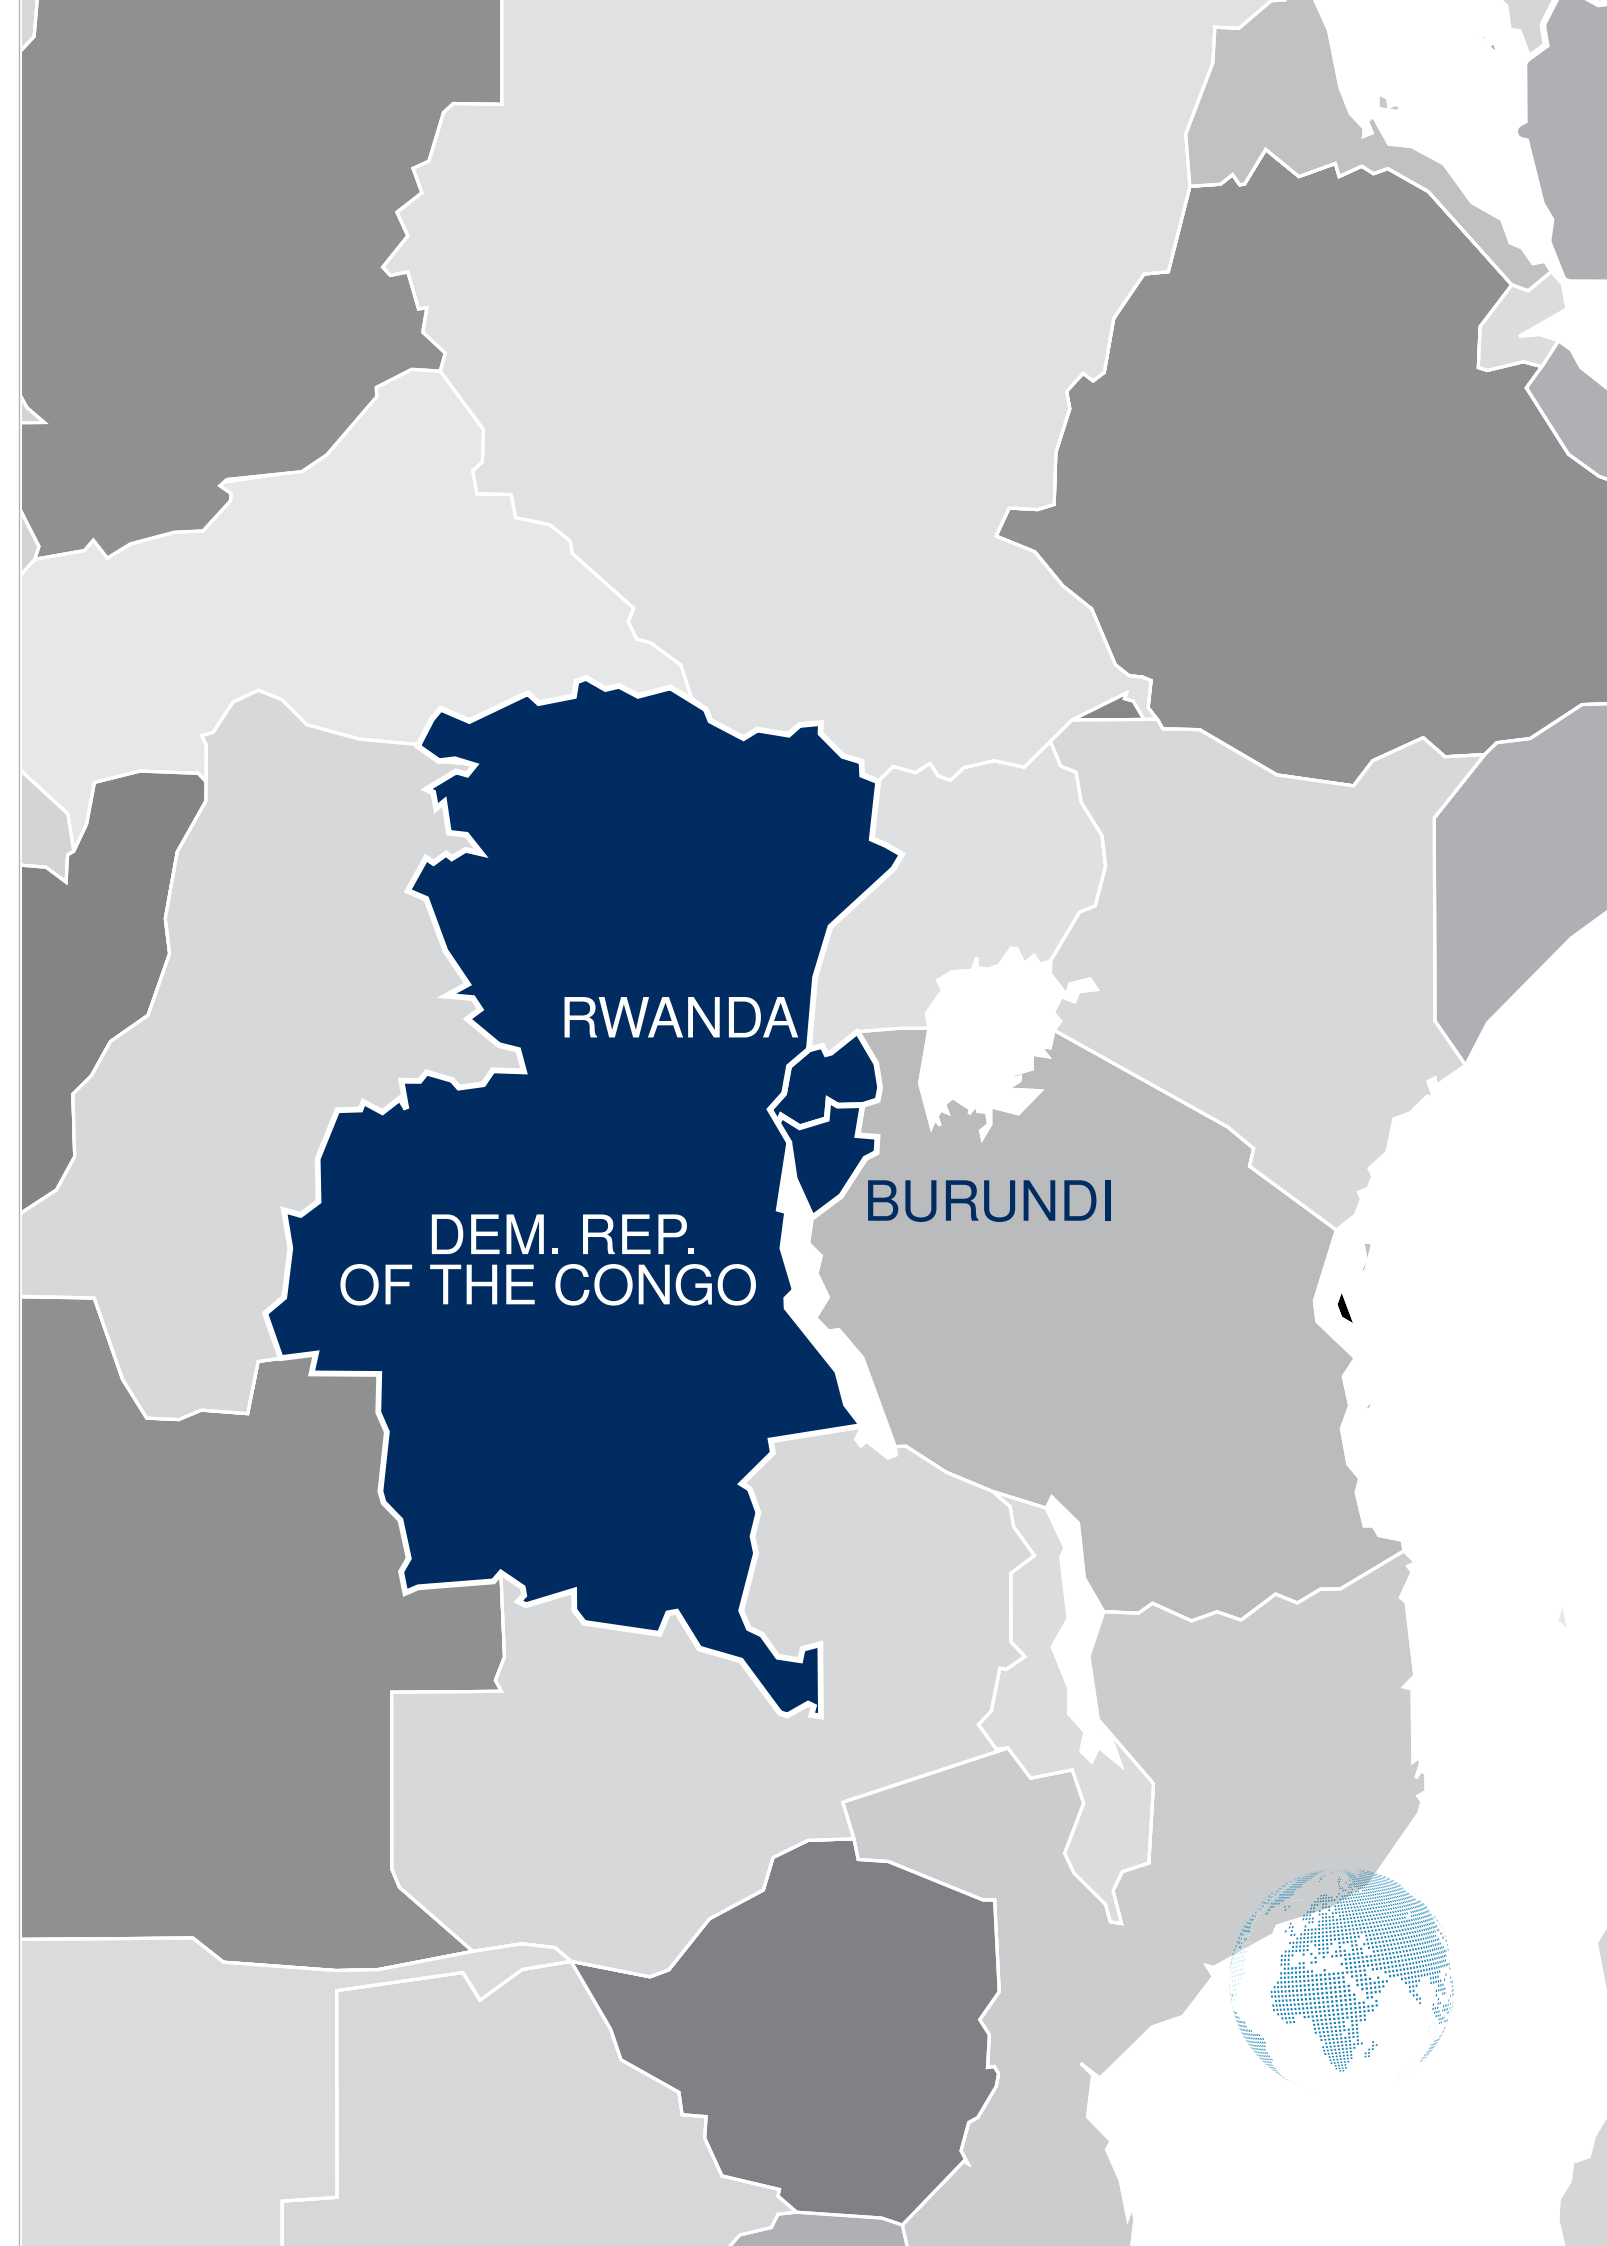 RWANDA
BURUNDI
DEM. REP.
OF THE CONGO